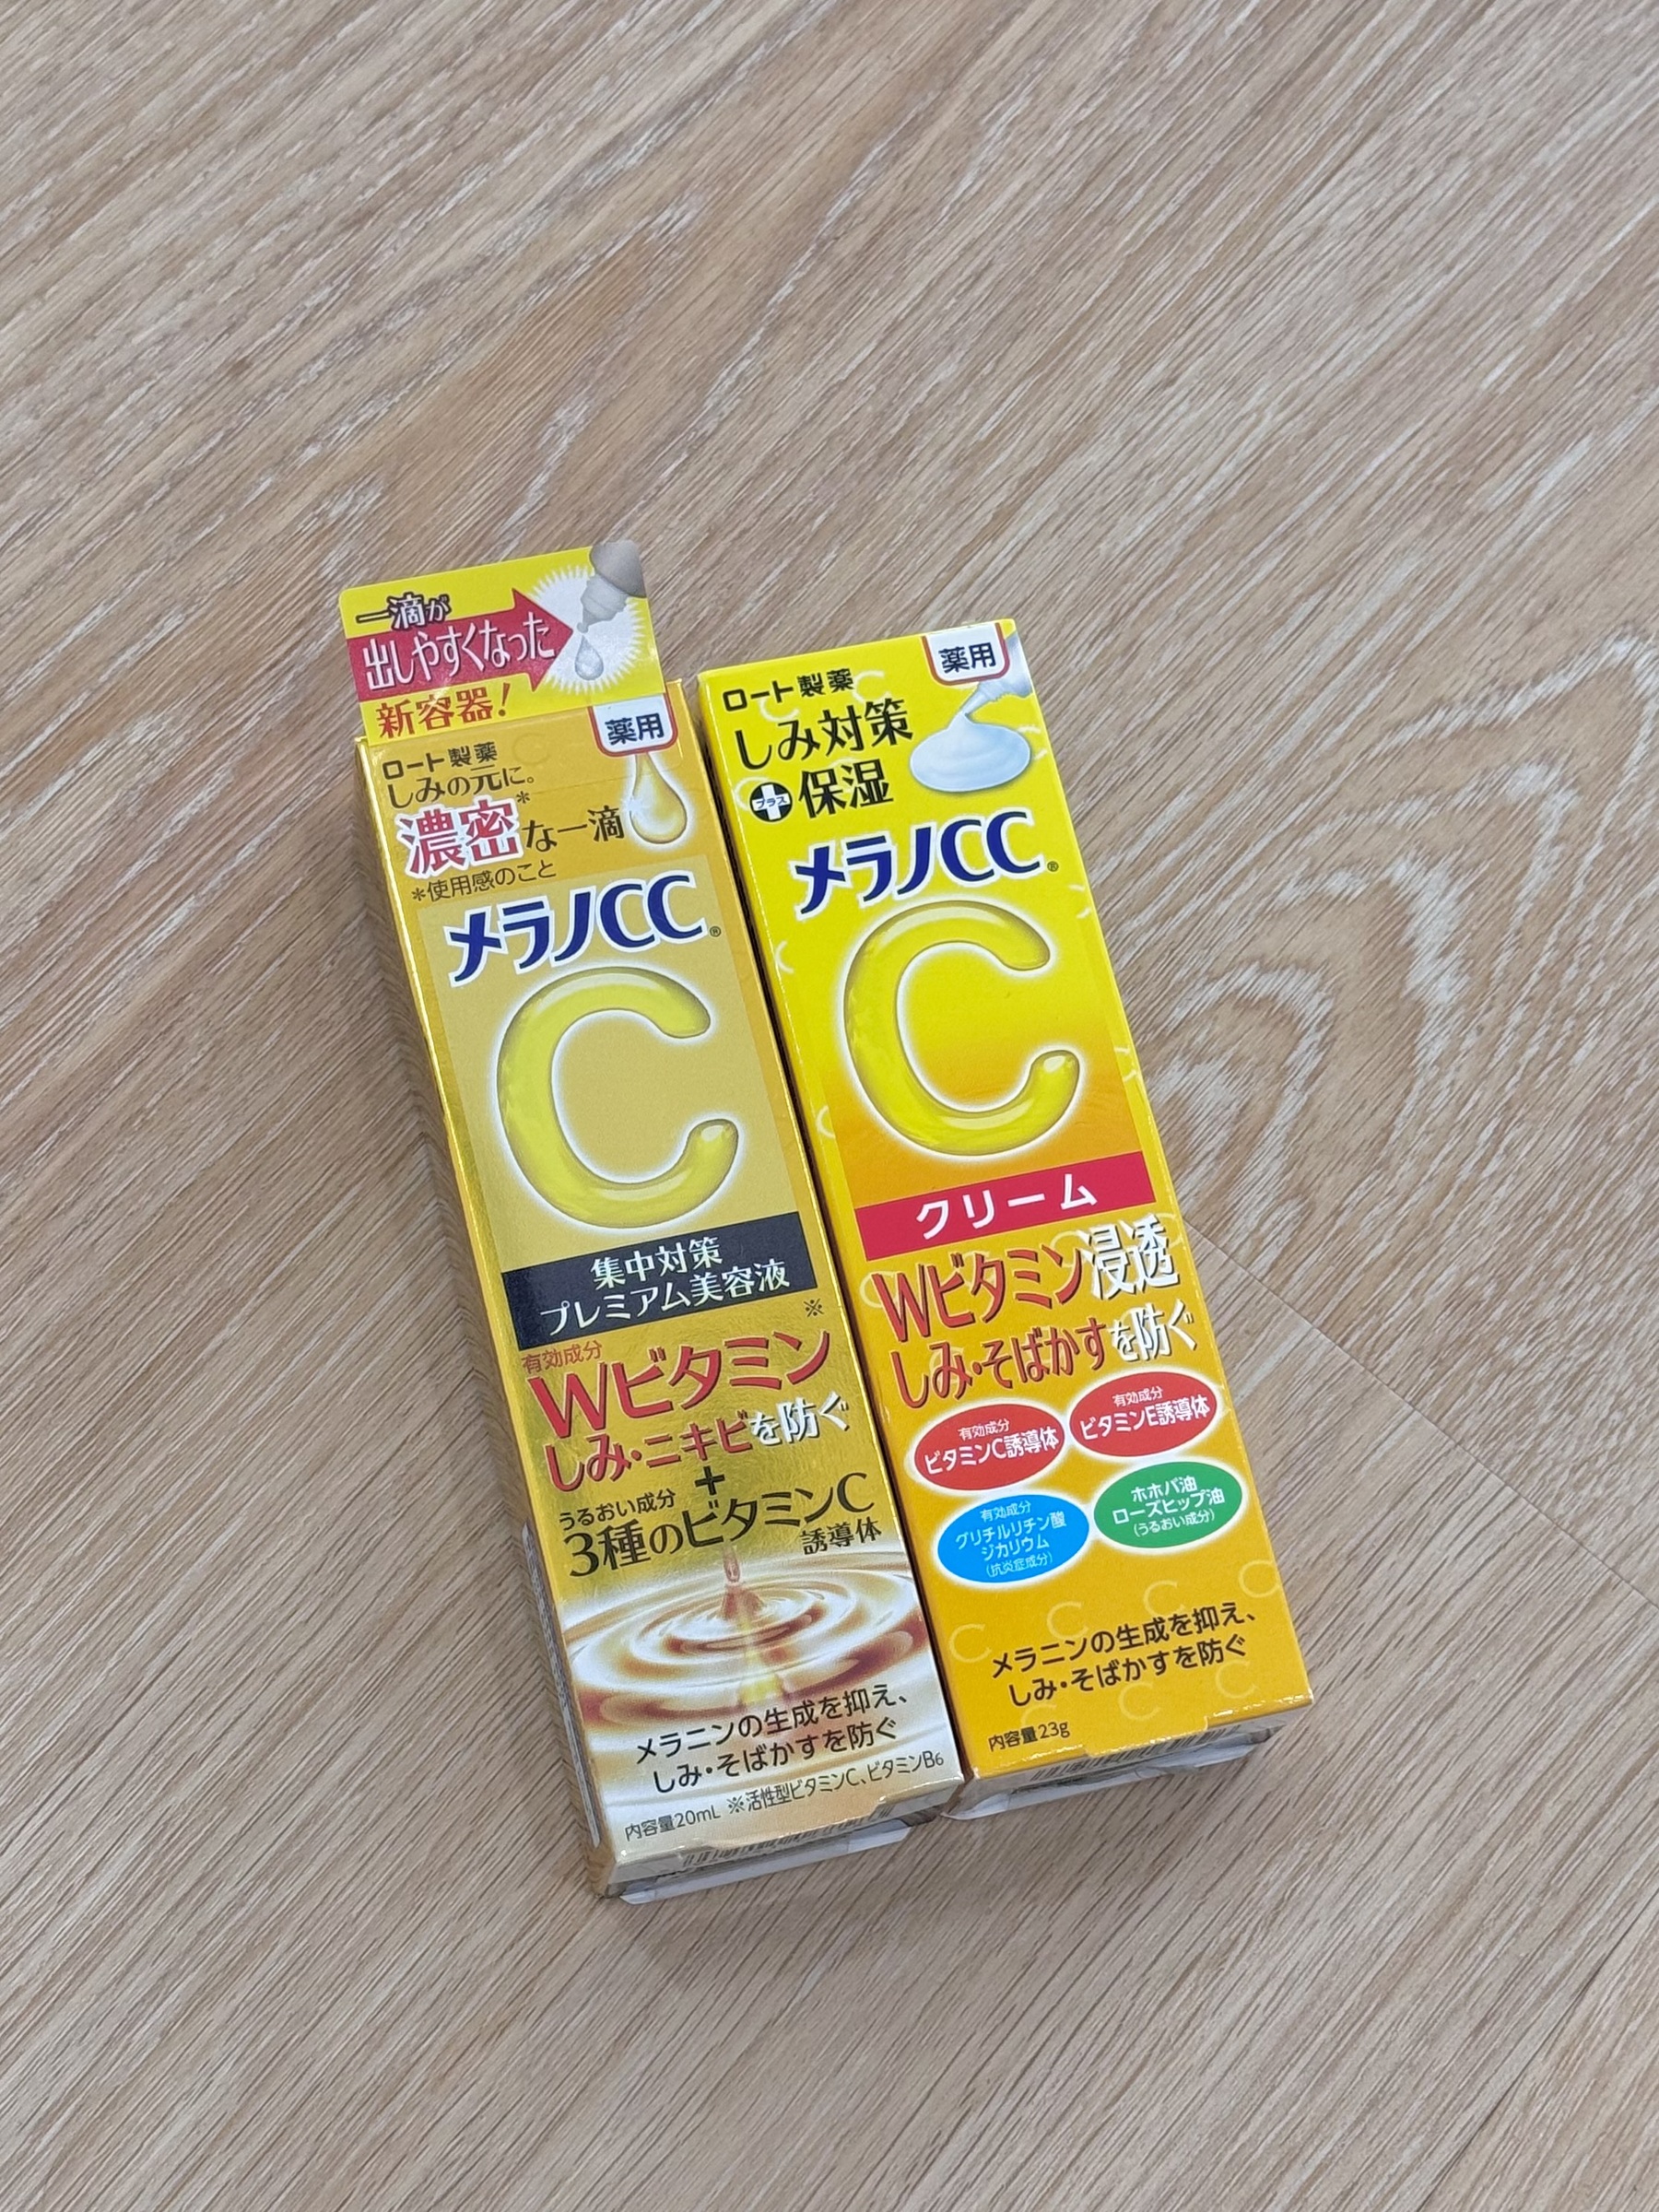 一滴が
出しやすくなった
新容器!
薬用
ロート製薬
しみの元に。
濃密*な一滴
*使用感のこと
メラノCC®
C
集中対策
プレミアム美容液
有効成分
Wビタミン※
しみ・ニキビを防ぐ
+
うるおい成分
3種のビタミンC
誘導体
メラニンの生成を抑え、
しみ・そばかすを防ぐ
内容量20mL ※活性型ビタミンC、ビタミンB6
薬用
ロート製薬
しみ対策
プラス保湿
メラノCC®
C
クリーム
Wビタミン浸透
しみ・そばかすを防ぐ
有効成分
ビタミンC誘導体
有効成分
ビタミンE誘導体
有効成分
グリチルリチン酸
ジカリウム
(抗炎症成分)
ホホバ油
ローズヒップ油
(うるおい成分)
メラニンの生成を抑え、
しみ・そばかすを防ぐ
内容量23g